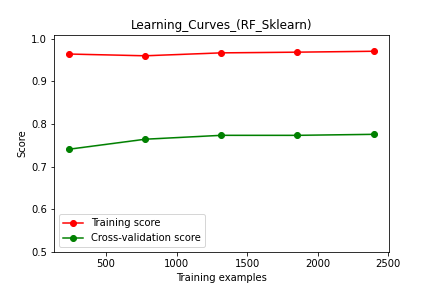 Learning_Curves_(RF_Sklearn)
1.0
0.9
0.8
0.7
0.6
0.5
Score
Training score
Cross-validation score
500
1000
1500
2000
2500
Training examples